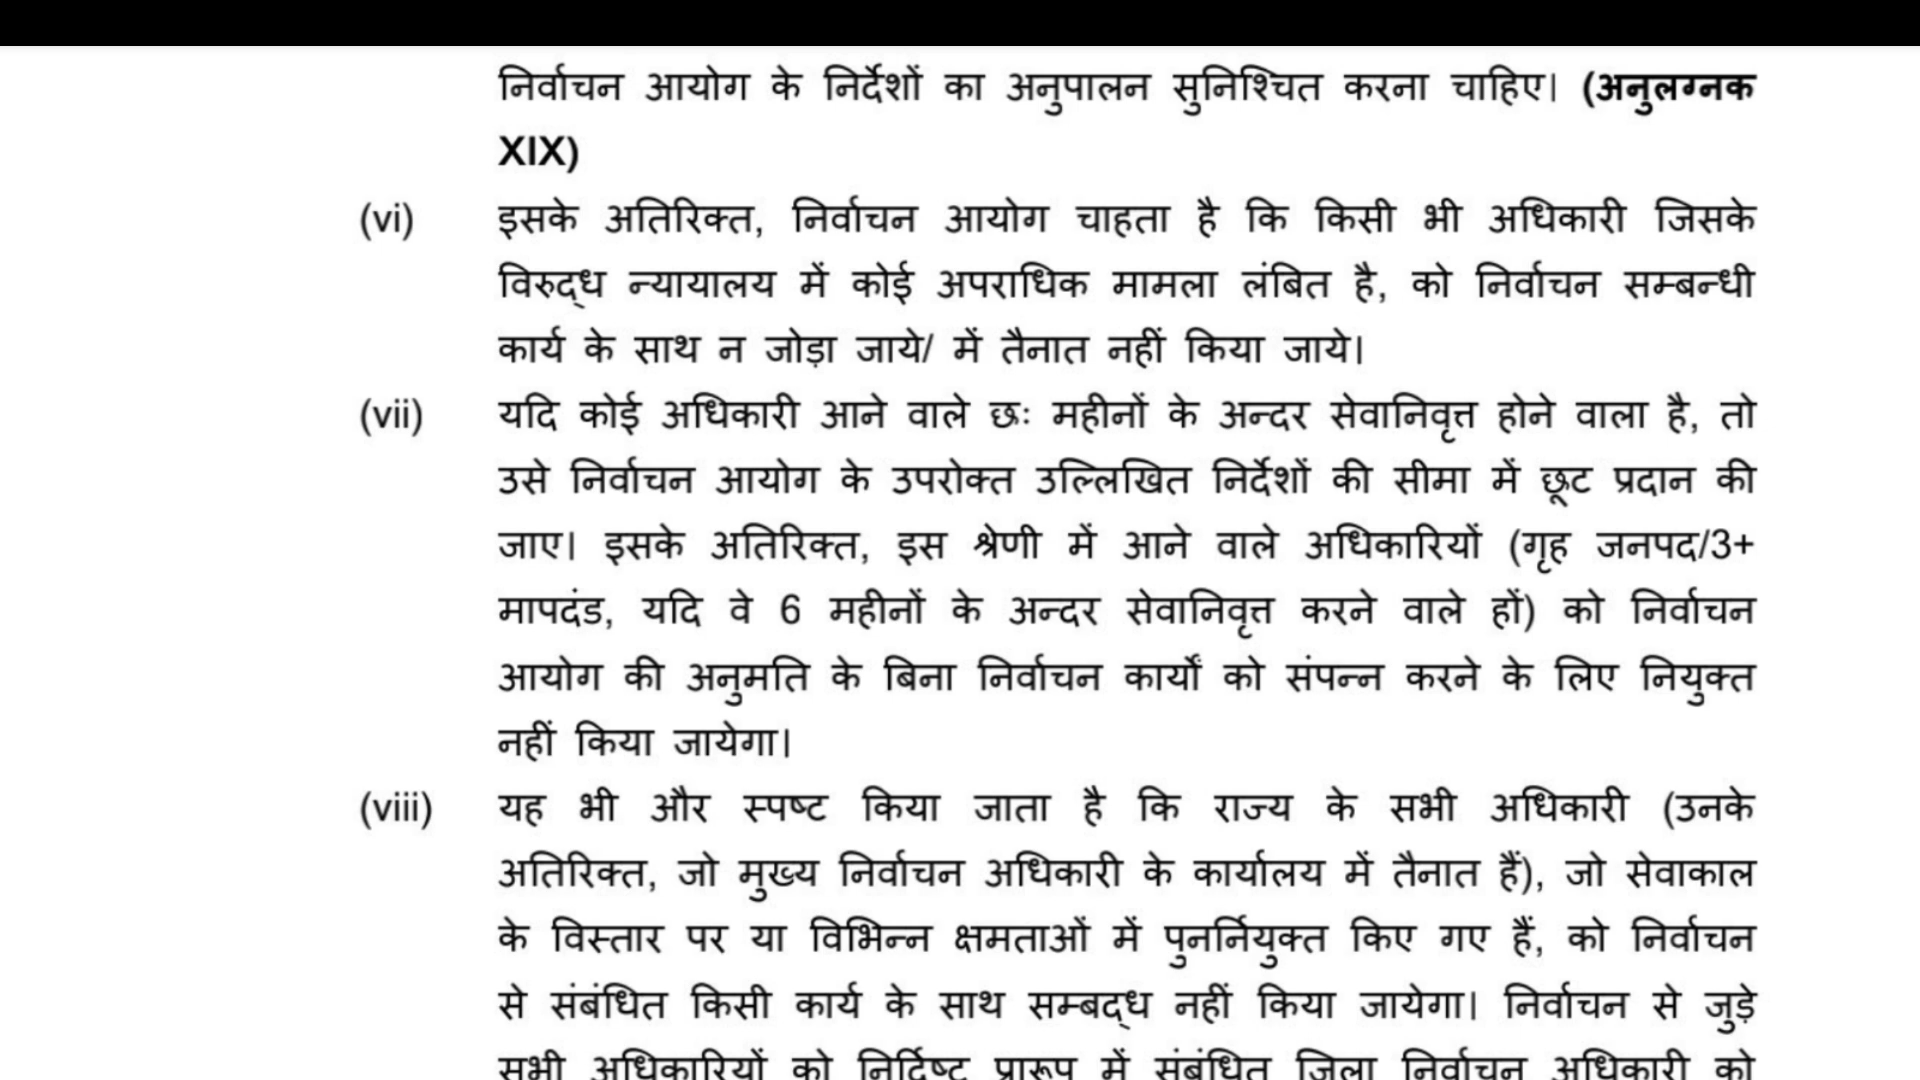 निर्वाचन आयोग के निर्देशों का अनुपालन सुनिश्चित करना चाहिए। (अनुलग्नक
XIX)
(vi) इसके अतिरिक्त, निर्वाचन आयोग चाहता है कि किसी भी अधिकारी जिसके
विरुद्ध न्यायालय में कोई अपराधिक मामला लंबित है, को निर्वाचन सम्बन्धी
कार्य के साथ न जोड़ा जाये/ में तैनात नहीं किया जाये।
(vii) यदि कोई अधिकारी आने वाले छः महीनों के अन्दर सेवानिवृत्त होने वाला है, तो
उसे निर्वाचन आयोग के उपरोक्त उल्लिखित निर्देशों की सीमा में छूट प्रदान की
जाए। इसके अतिरिक्त, इस श्रेणी में आने वाले अधिकारियों (गृह जनपद/3+
मापदंड, यदि वे 6 महीनों के अन्दर सेवानिवृत्त करने वाले हों) को निर्वाचन
आयोग की अनुमति के बिना निर्वाचन कार्यों को संपन्न करने के लिए नियुक्त
नहीं किया जायेगा।
(viii) यह भी और स्पष्ट किया जाता है कि राज्य के सभी अधिकारी (उनके
अतिरिक्त, जो मुख्य निर्वाचन अधिकारी के कार्यालय में तैनात हैं), जो सेवाकाल
के विस्तार पर या विभिन्न क्षमताओं में पुनर्नियुक्त किए गए हैं, को निर्वाचन
से संबंधित किसी कार्य के साथ सम्बद्ध नहीं किया जायेगा। निर्वाचन से जुड़े
सभी अधिकारियों को निर्दिष्ट प्रारूप में संबंधित जिला निर्वाचन अधिकारी को